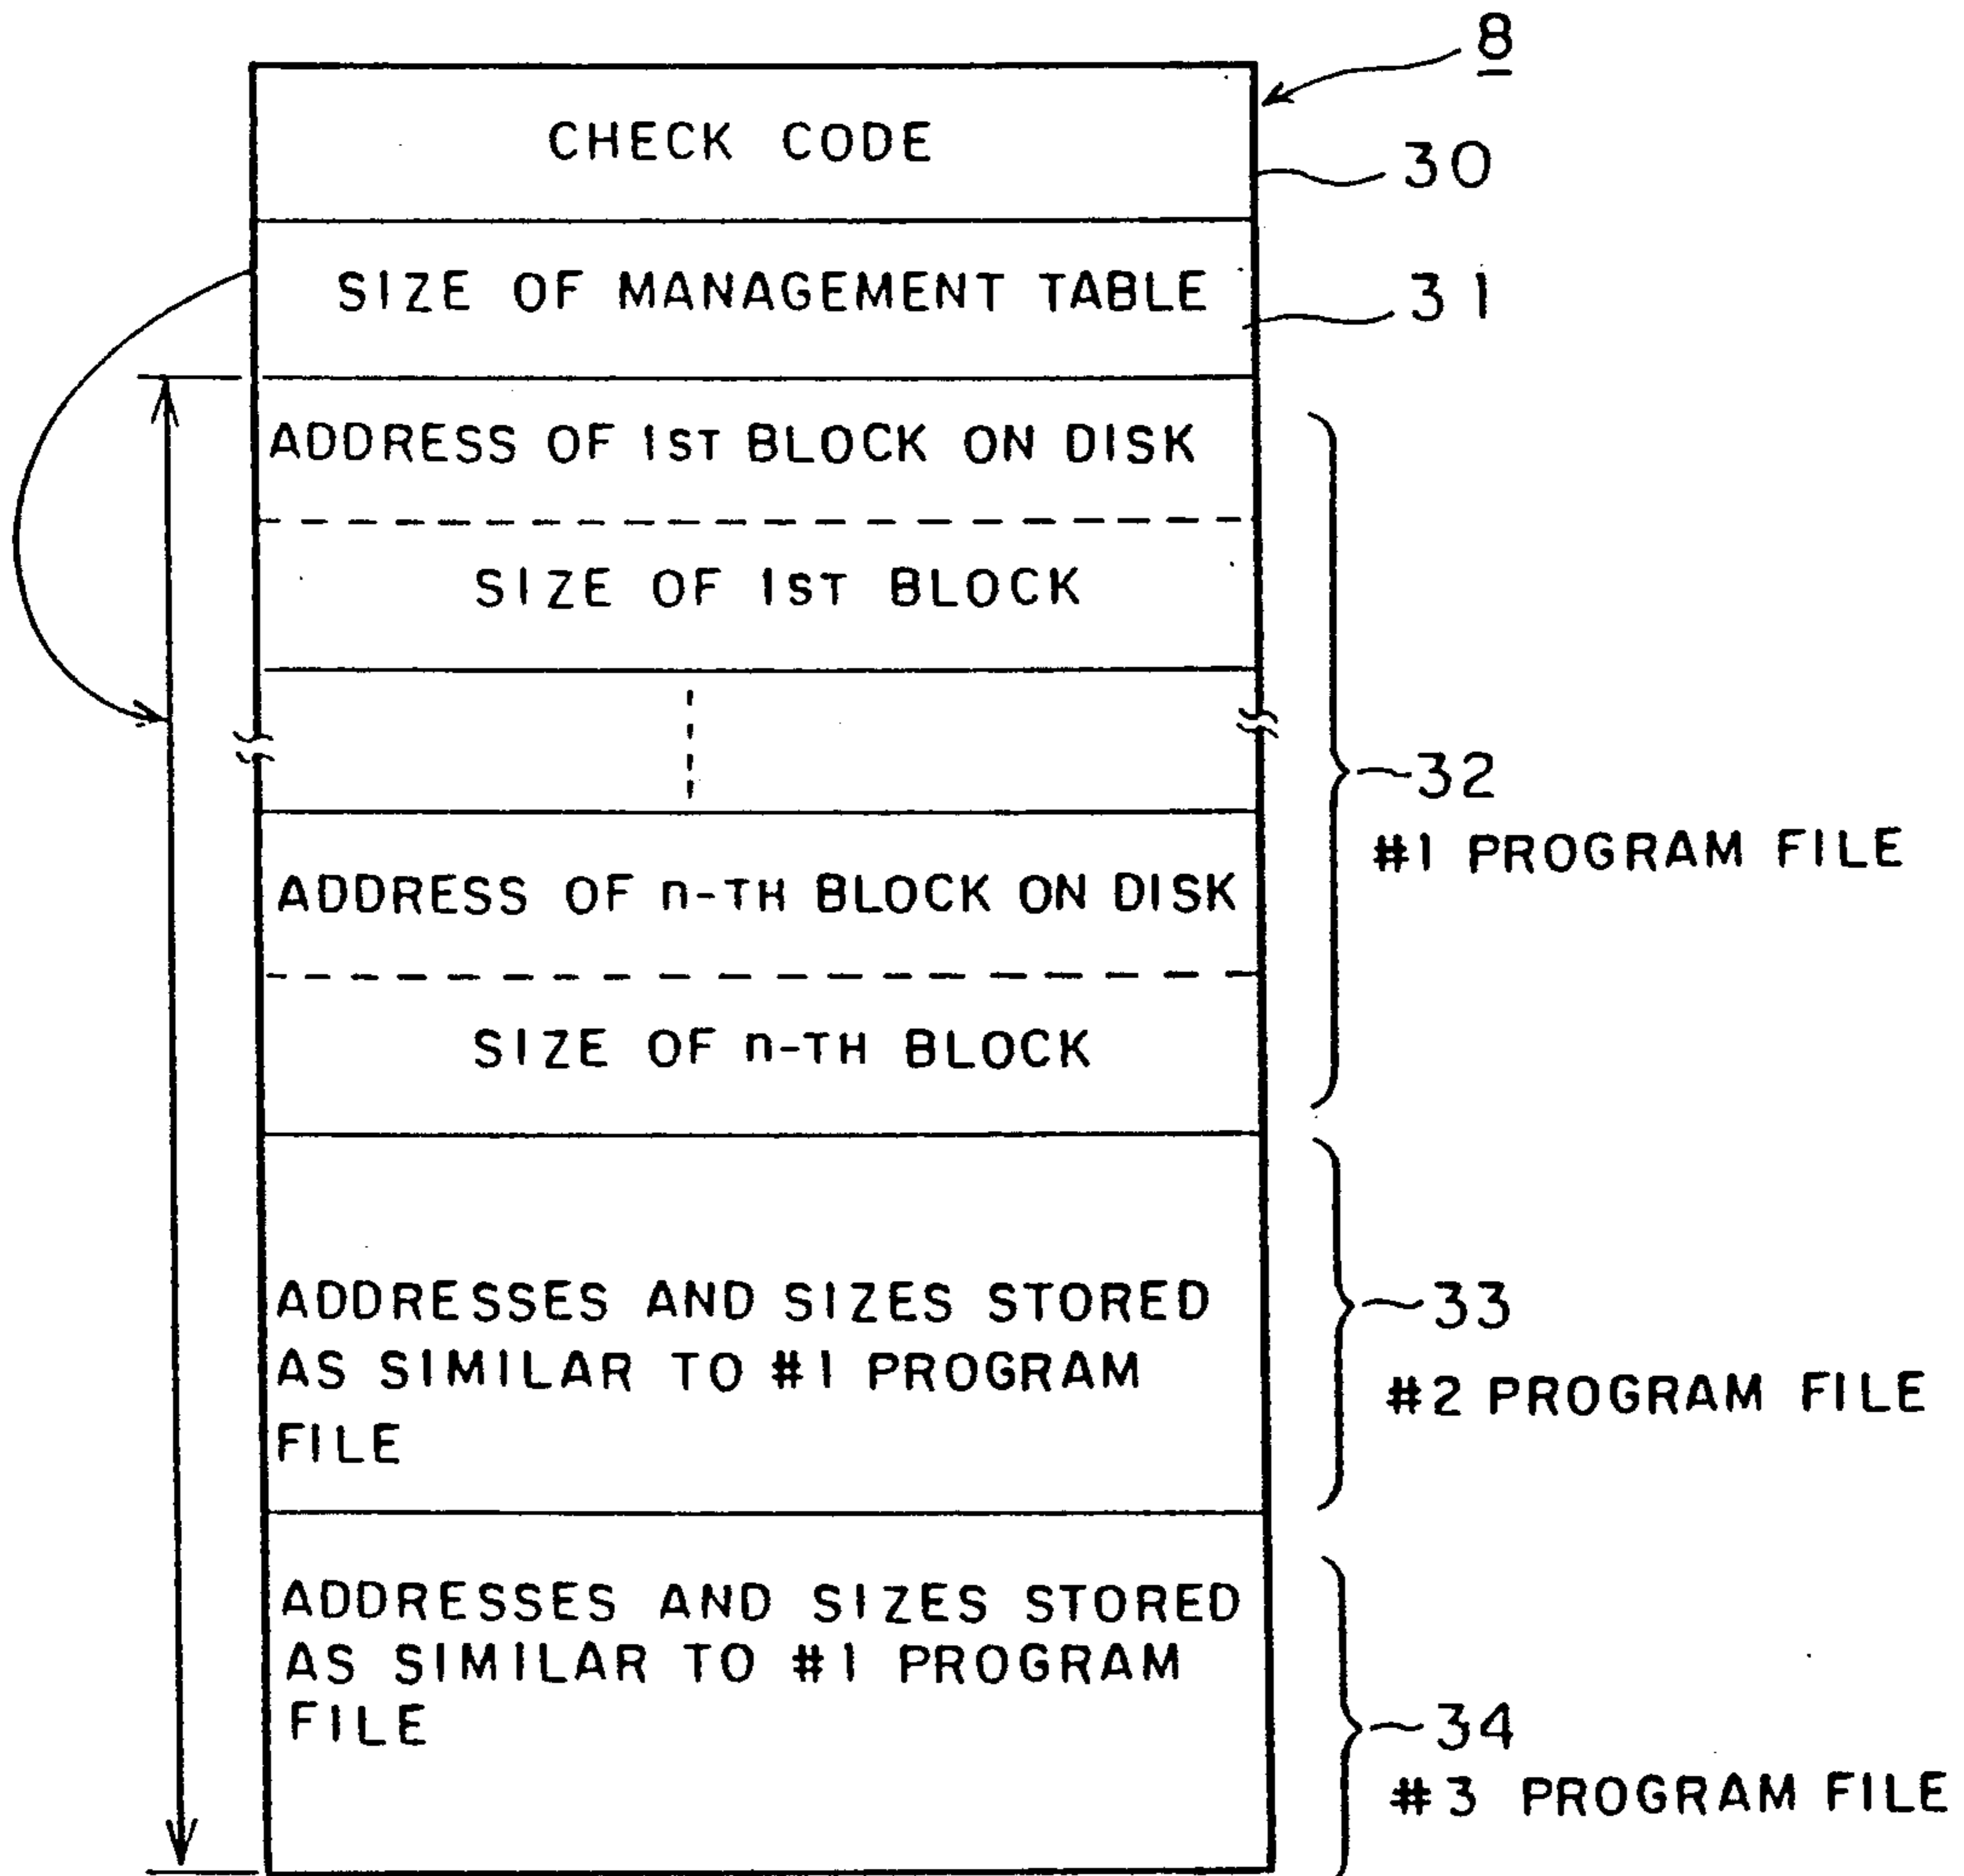 8
CHECK CODE
30
SIZE OF MANAGEMENT TABLE
31
ADDRESS OF 1ST BLOCK ON DISK
SIZE OF 1ST BLOCK
32
#1 PROGRAM FILE
ADDRESS OF n-TH BLOCK ON DISK
SIZE OF n-TH BLOCK
ADDRESSES AND SIZES STORED
AS SIMILAR TO #1 PROGRAM
FILE
33
#2 PROGRAM FILE
ADDRESSES AND SIZES STORED
AS SIMILAR TO #1 PROGRAM
FILE
34
#3 PROGRAM FILE